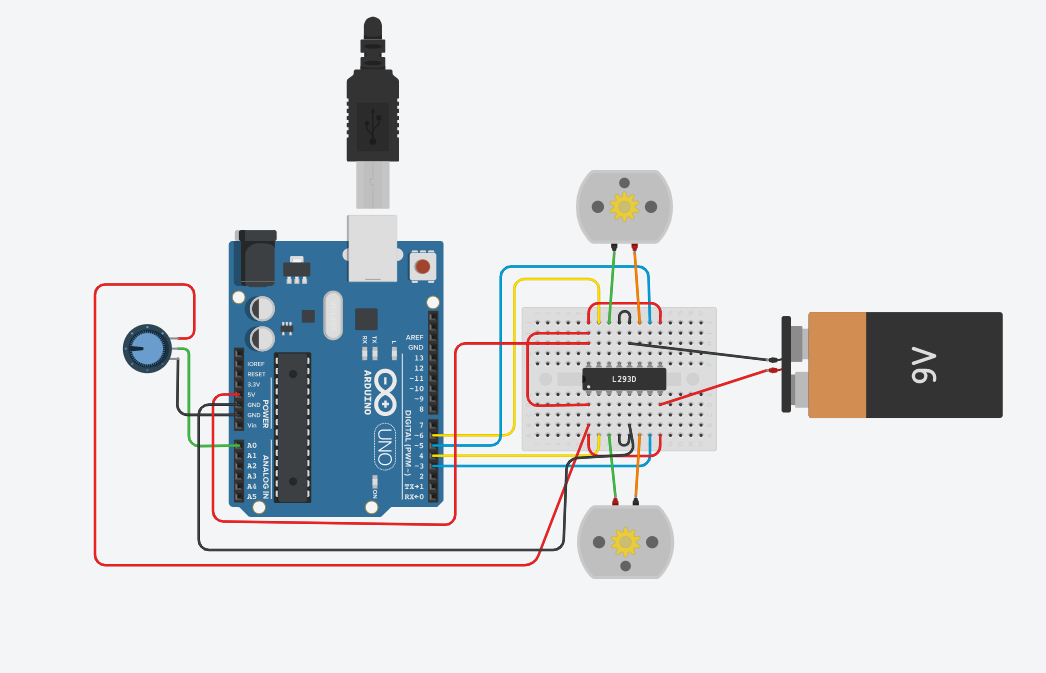 AREF
GND
13
12
~11
~10
~9
8
7
~6
~5
4
~3
2
TX→1
RX←0
DIGITAL (PWM~)
L
TX
RX
ARDUINO
UNO
ON
IOREF
RESET
3.3V
5V
GND
GND
Vin
POWER
A0
A1
A2
A3
A4
A5
ANALOG IN
L293D
9V